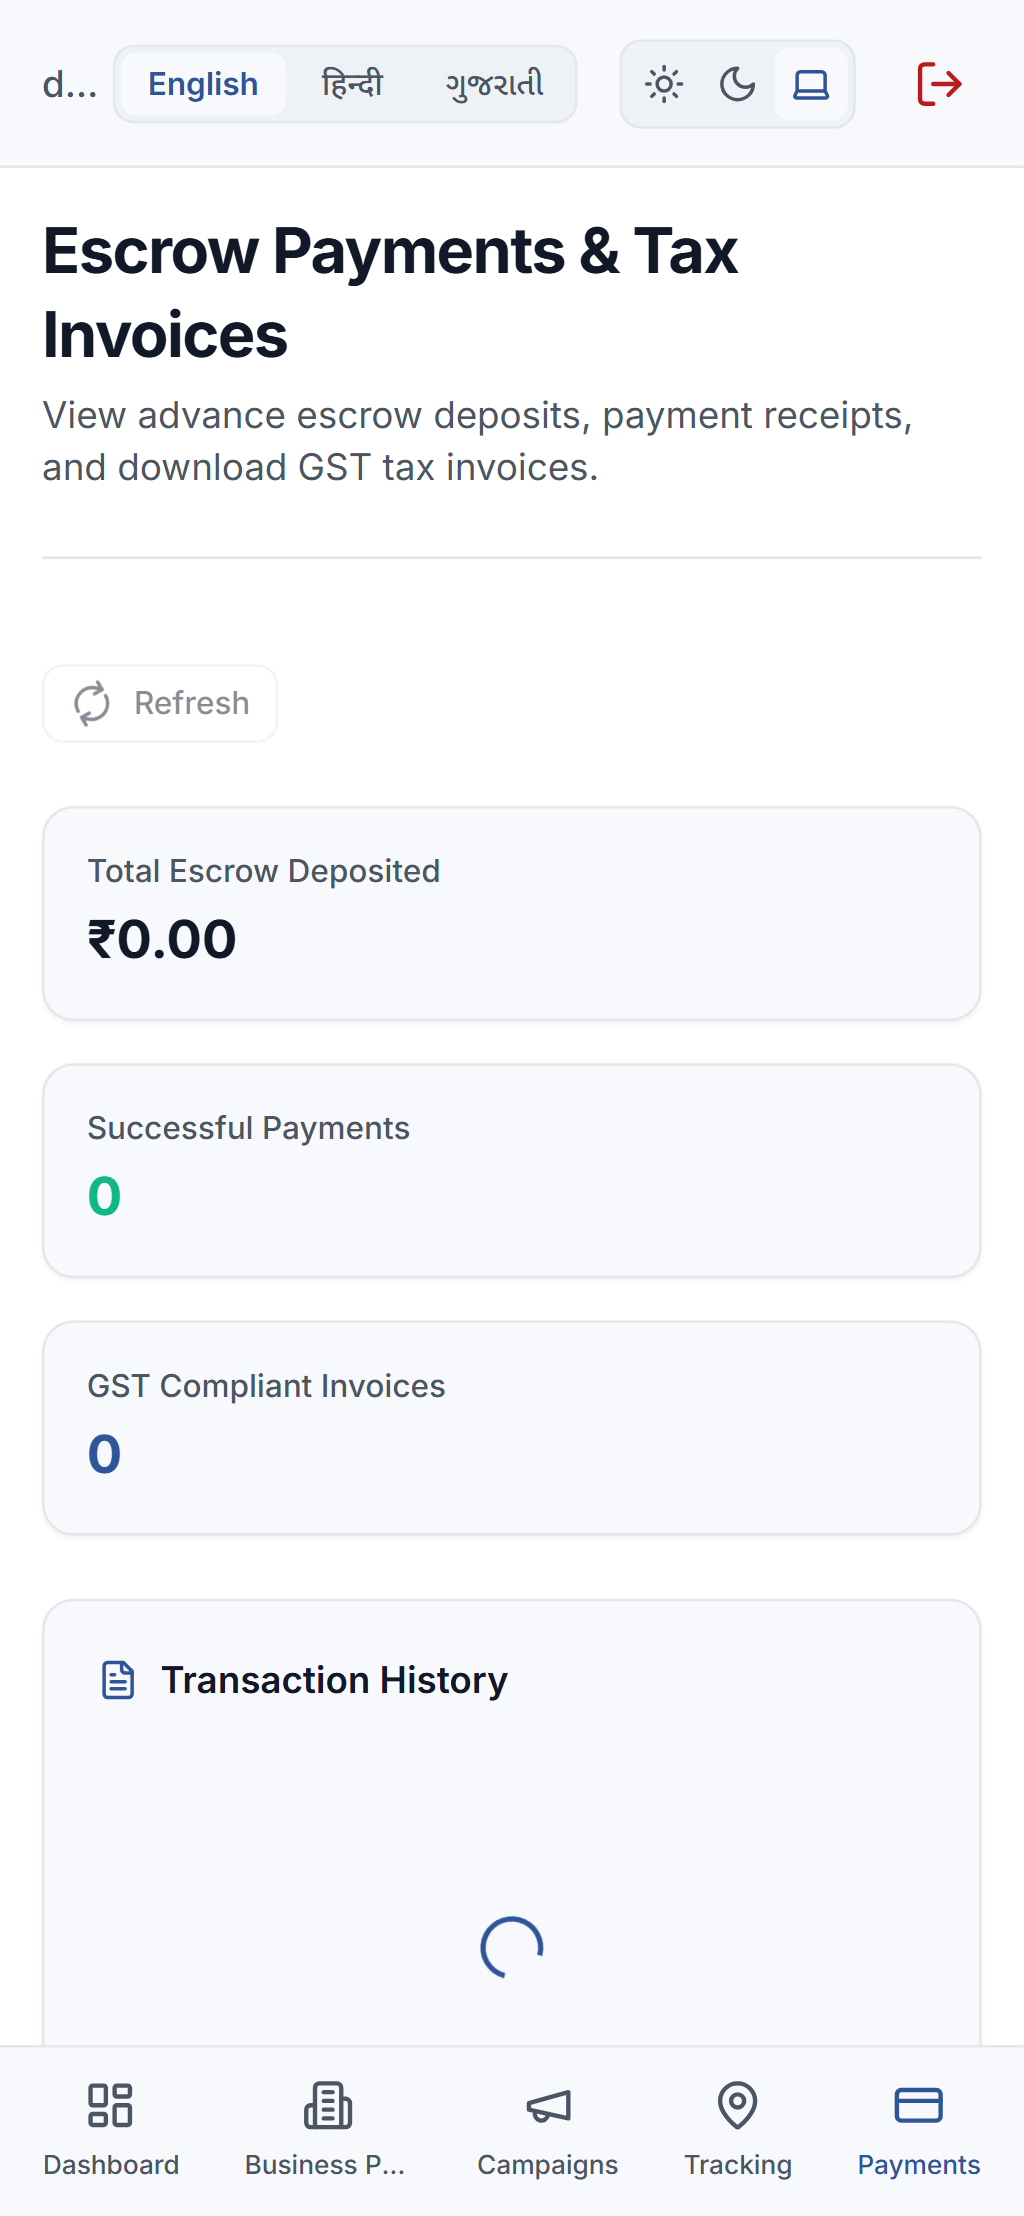 d...
English
हिन्दी
ગુજરાતી
Escrow Payments & Tax
Invoices
View advance escrow deposits, payment receipts,
and download GST tax invoices.
Refresh
Total Escrow Deposited
₹0.00
Successful Payments
0
GST Compliant Invoices
0
Transaction History
Dashboard
Business P...
Campaigns
Tracking
Payments